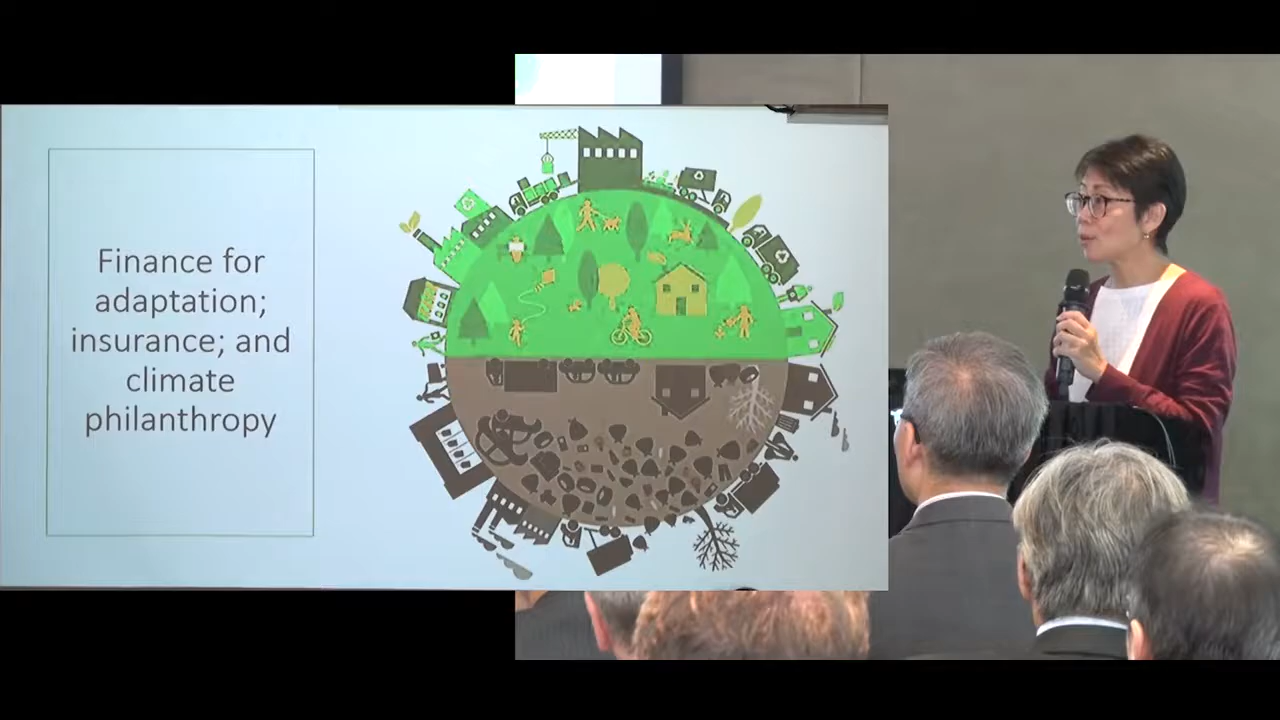 Finance for
adaptation;
insurance; and
climate
philanthropy